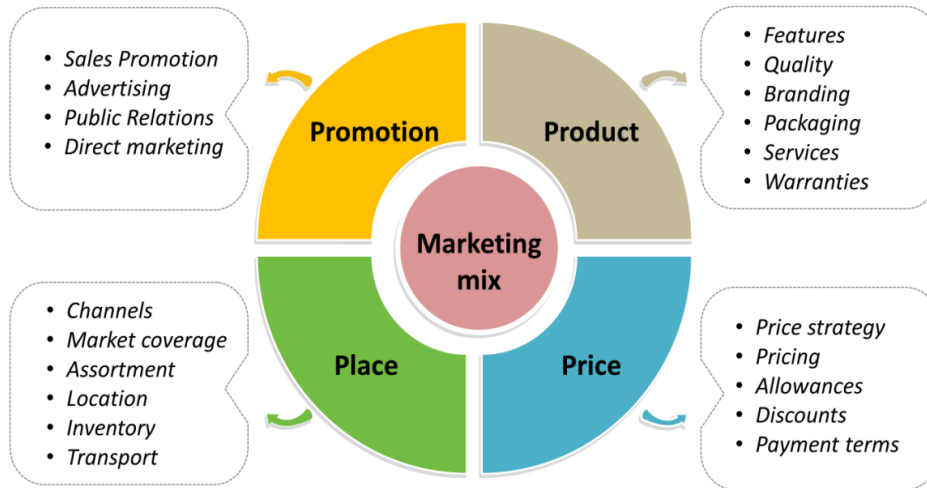 • Sales Promotion
• Advertising
• Public Relations
• Direct marketing
Promotion
Product
• Features
• Quality
• Branding
• Packaging
• Services
• Warranties
Marketing
mix
• Channels
• Market coverage
• Assortment
• Location
• Inventory
• Transport
Place
Price
• Price strategy
• Pricing
• Allowances
• Discounts
• Payment terms